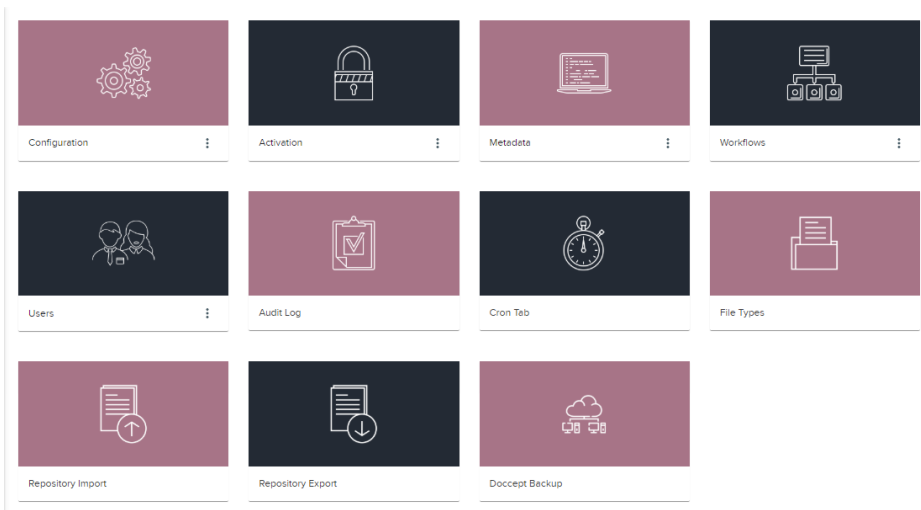 Configuration
Activation
Metadata
Workflows
Users
Audit Log
Cron Tab
File Types
Repository Import
Repository Export
Doccept Backup